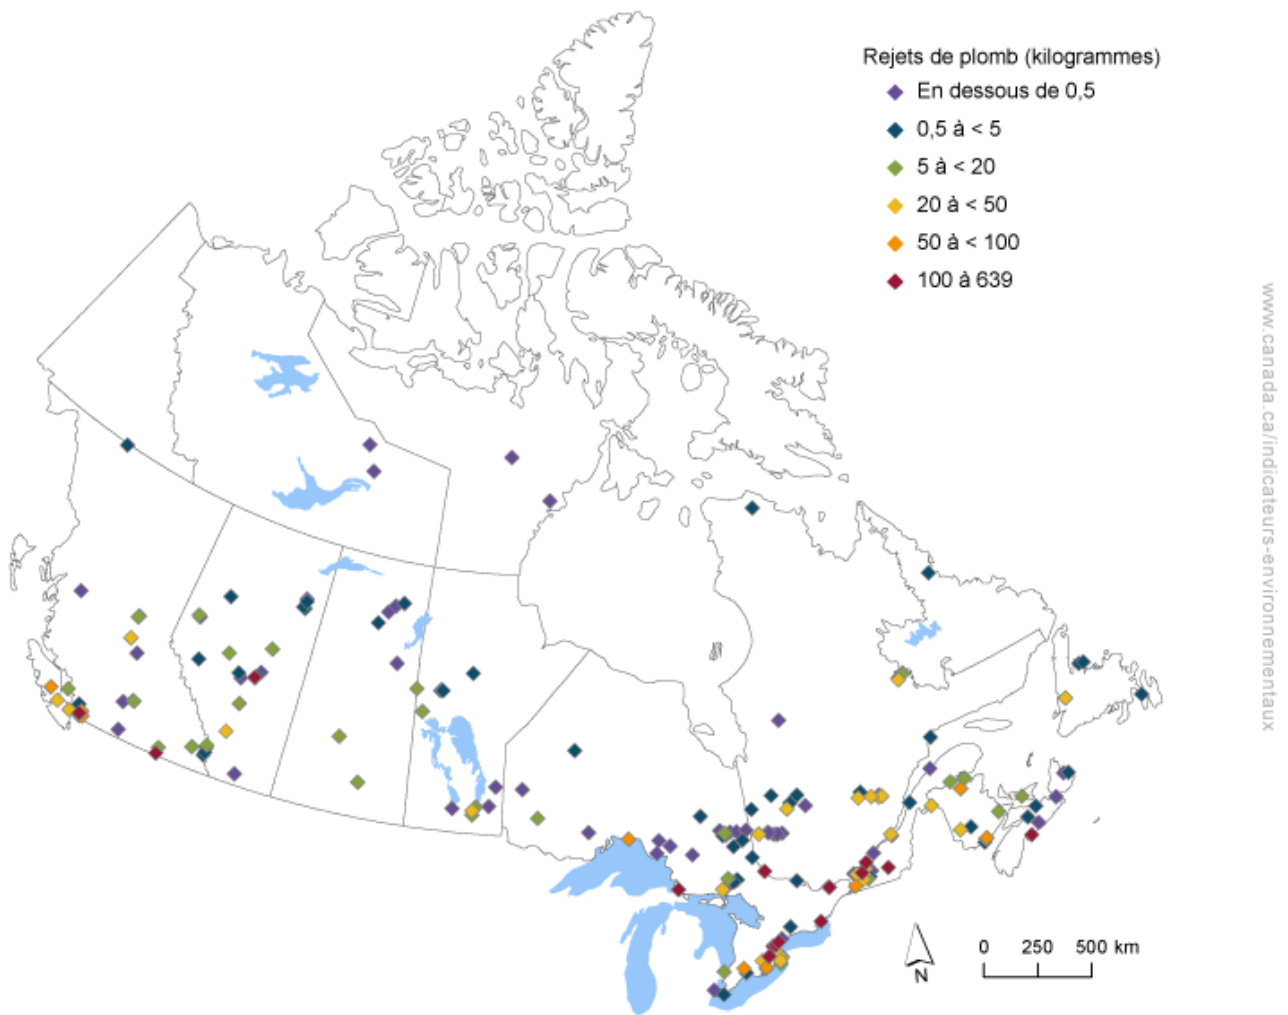 Rejets de plomb (kilogrammes)
En dessous de 0,5
0,5 à < 5
5 à < 20
20 à < 50
50 à < 100
100 à 639
www.canada.ca/indicateurs-environnementaux
N
0 250 500 km